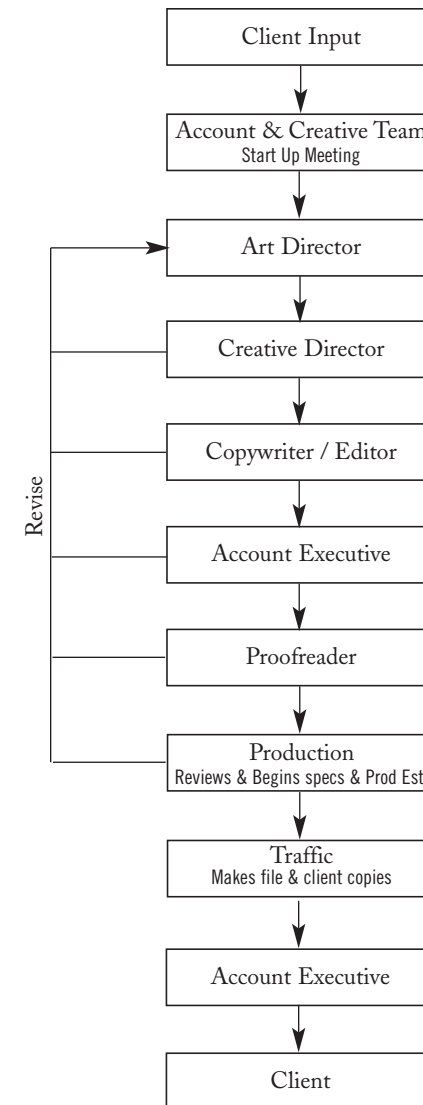 Client Input
Account & Creative Team
Start Up Meeting
Art Director
Creative Director
Copywriter / Editor
Revise
Account Executive
Proofreader
Production
Reviews & Begins specs & Prod Est
Traffic
Makes file & client copies
Account Executive
Client